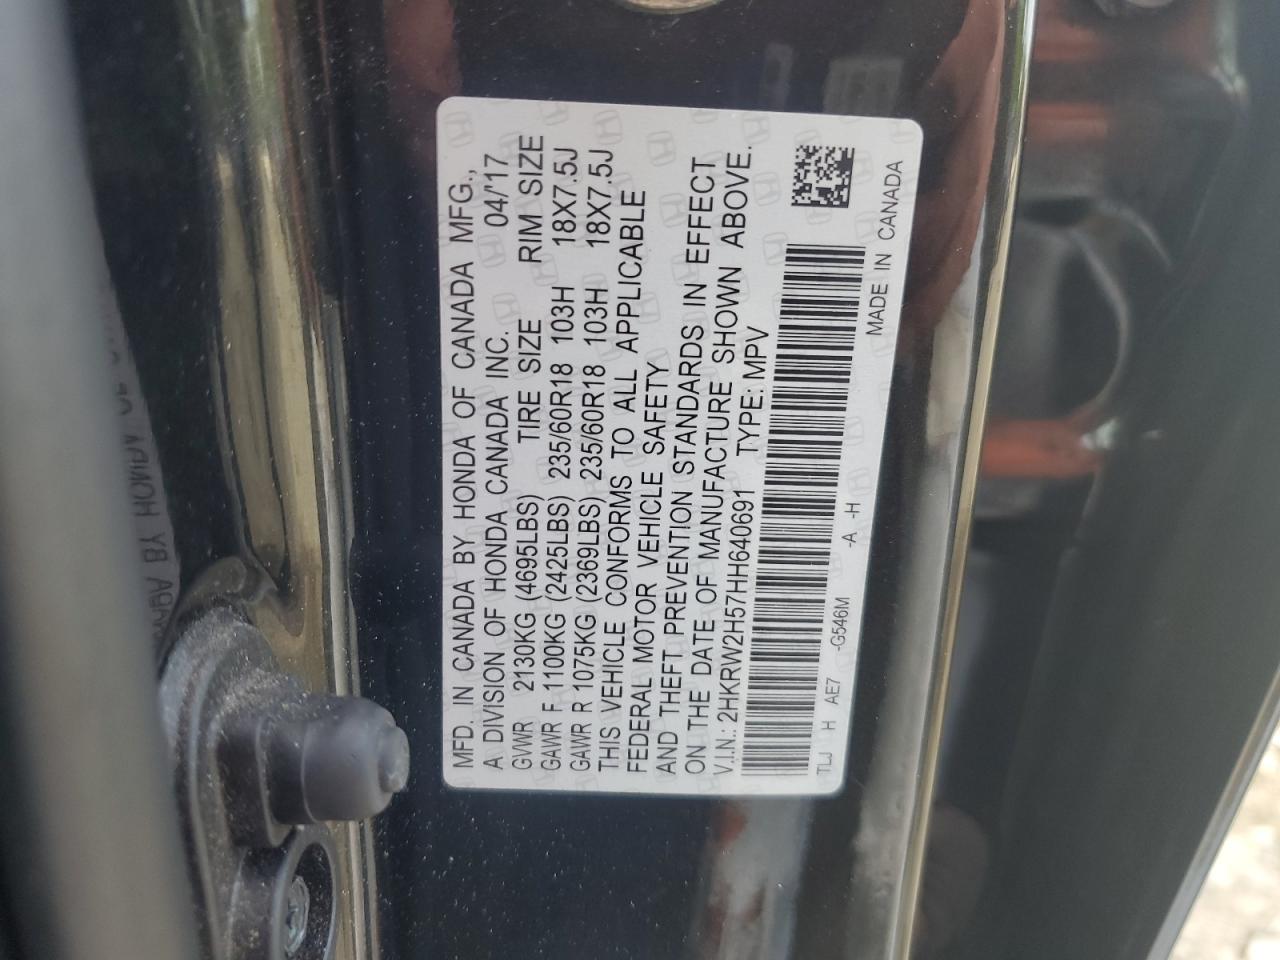 MFD. IN CANADA BY HONDA OF CANADA MFG.,
A DIVISION OF HONDA CANADA INC. 04/'17
GVWR 2130KG (4695LBS) TIRE SIZE RIM SIZE
GAWR F 1100KG (2425LBS) 235/60R18 103H 18X7.5J
GAWR R 1075KG (2369LBS) 235/60R18 103H 18X7.5J
THIS VEHICLE CONFORMS TO ALL APPLICABLE
FEDERAL MOTOR VEHICLE SAFETY
AND THEFT PREVENTION STANDARDS IN EFFECT
ON THE DATE OF MANUFACTURE SHOWN ABOVE.
V.I.N.: 2HKRW2H57HH640691 TYPE: MPV
TLJ H AE7 -G546M -A -H
MADE IN CANADA
BY HONDA